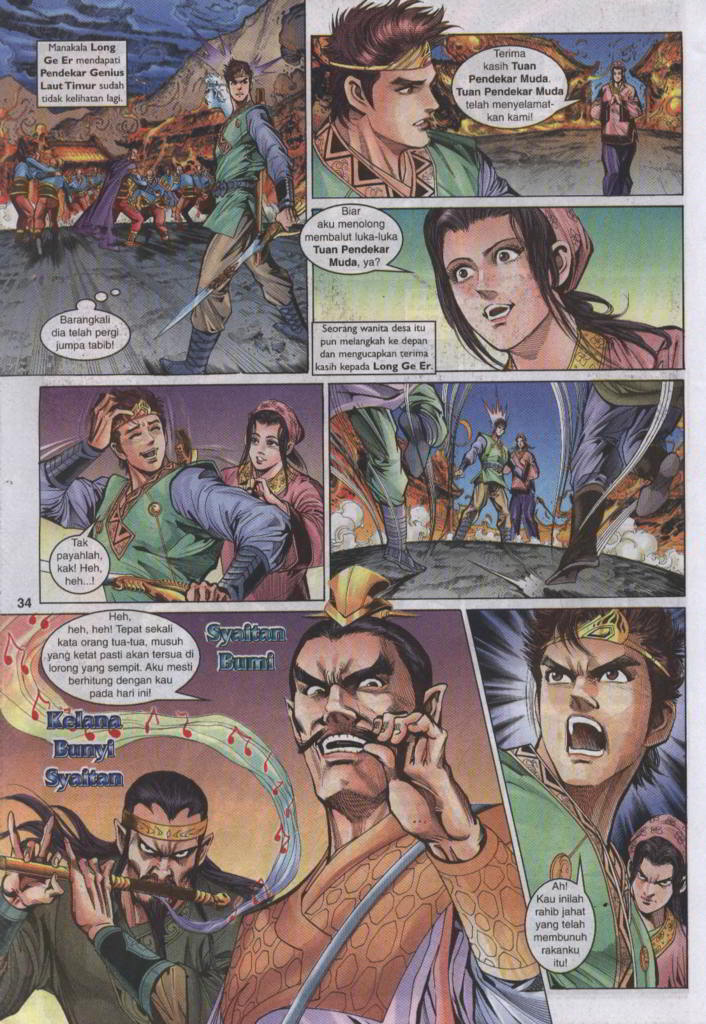 Manakala Long
Ge Er mendapati
Pendekar Genius
Laut Timur sudah
tidak kelihatan lagi.
Barangkali
dia telah pergi
jumpa tabib!
Terima
kasih Tuan
Pendekar Muda.
Tuan Pendekar Muda
telah menyelamat-
kan kami!
Biar
aku menolong
membalut luka-luka
Tuan Pendekar
Muda, ya?
Seorang wanita desa itu
pun melangkah ke depan
dan mengucapkan terima
kasih kepada Long Ge Er.
Tak
payahlah,
kak! Heh,
heh...!
34
Heh,
heh, heh! Tepat sekali
kata orang tua-tua, musuh
yang ketat pasti akan tersua di
lorong yang sempit. Aku mesti
berhitung dengan kau
pada hari ini!
Syaitan
Bumi
Kelana
Bunyi
Syaitan
Ah!
Kau inilah
rahib jahat
yang telah
membunuh
rakanku
itu!